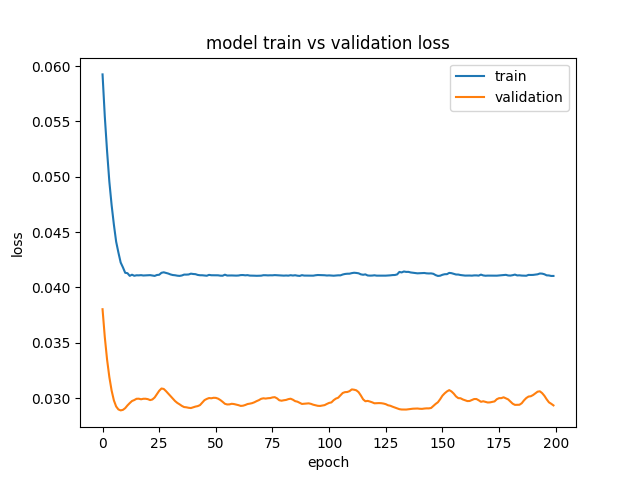 model train vs validation loss
train
validation
loss
0.060
0.055
0.050
0.045
0.040
0.035
0.030
0 25 50 75 100 125 150 175 200
epoch